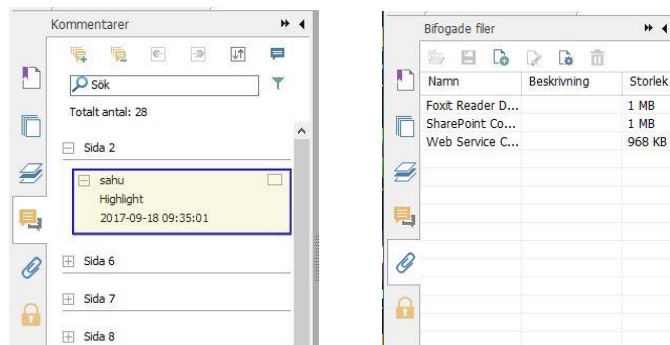 Kommentarer
Sök
Totalt antal: 28
Sida 2
sahu
Highlight
2017-09-18 09:35:01
Sida 6
Sida 7
Sida 8
Bifogade filer
Namn Beskrivning Storlek
Foxit Reader D... 1 MB
SharePoint Co... 1 MB
Web Service C... 968 KB